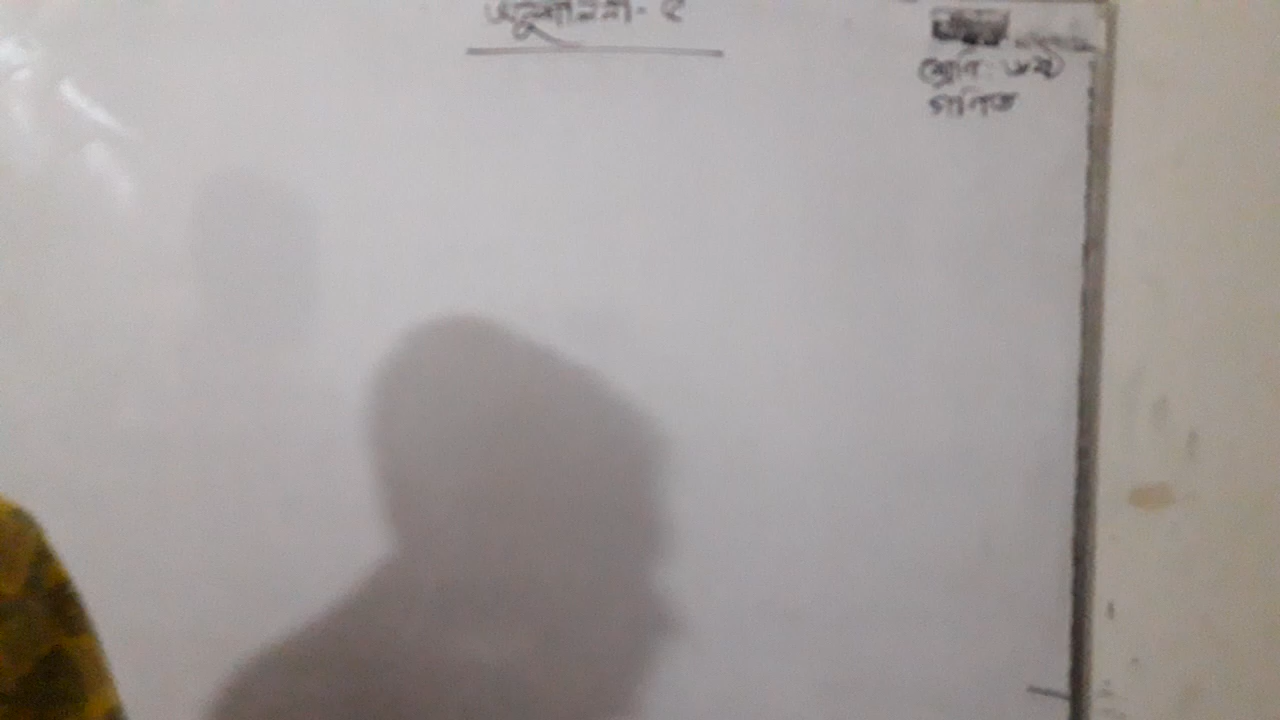 অনুশীলনী- ২
শ্রেণি : ৬ষ্ঠ
গণিত